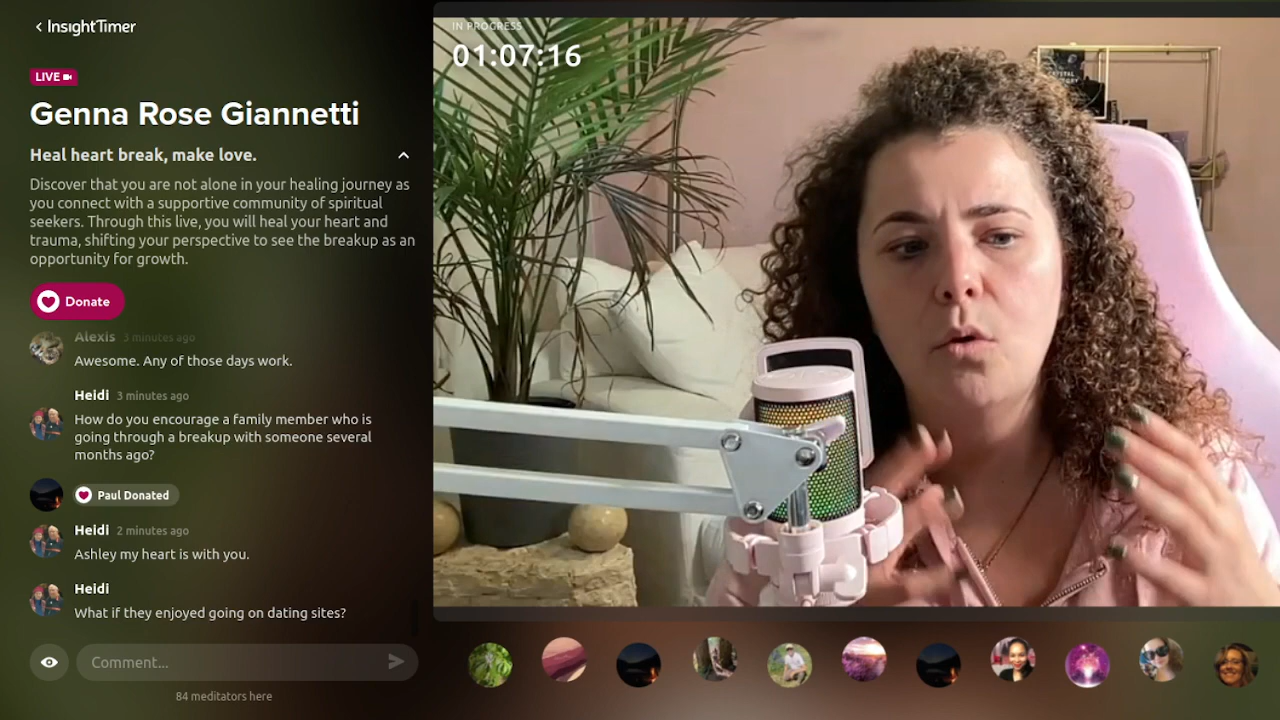 InsightTimer
LIVE
Genna Rose Giannetti
Heal heart break, make love.
Discover that you are not alone in your healing journey as
you connect with a supportive community of spiritual
seekers. Through this live, you will heal your heart and
trauma, shifting your perspective to see the breakup as an
opportunity for growth.
Donate
Alexis 3 minutes ago
Awesome. Any of those days work.
Heidi 3 minutes ago
How do you encourage a family member who is
going through a breakup with someone several
months ago?
Paul Donated
Heidi 2 minutes ago
Ashley my heart is with you.
Heidi
What if they enjoyed going on dating sites?
Comment...
84 meditators here
IN PROGRESS
01:07:16
CRYSTAL